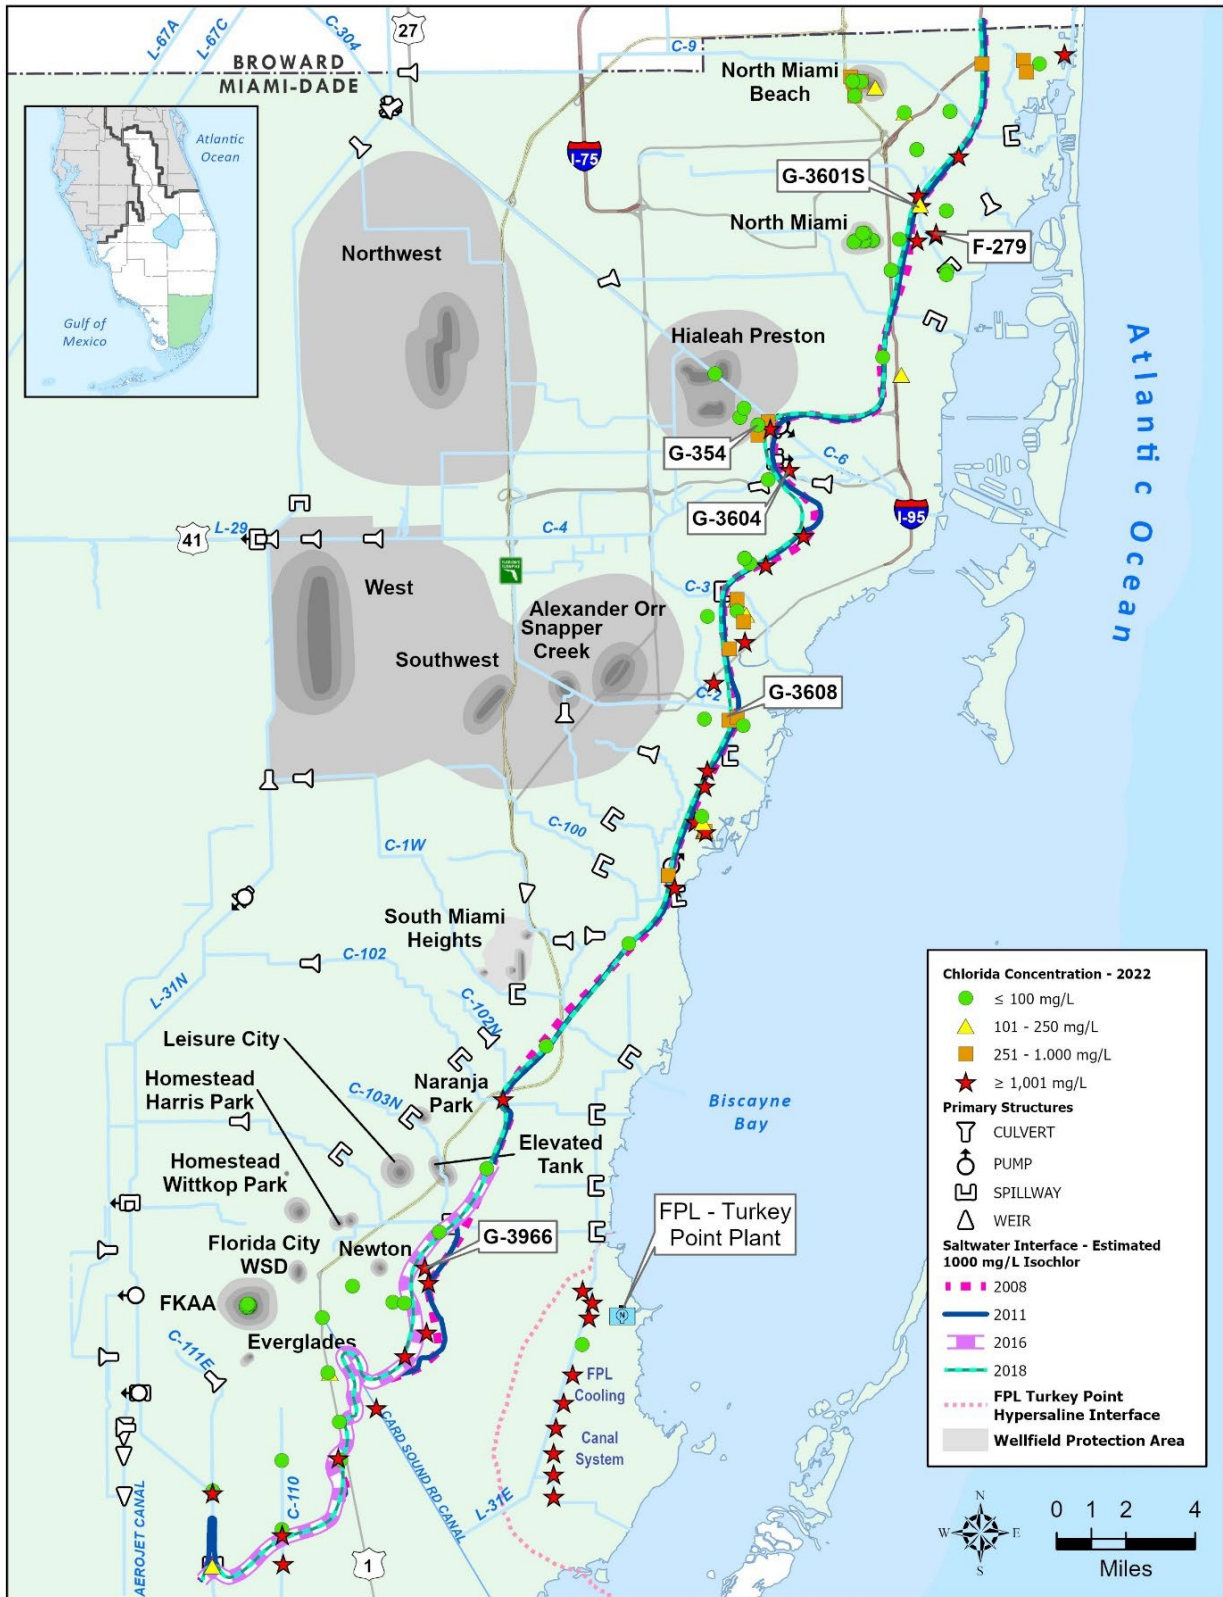 L-67A
L-67C
C-304
27
C-9
BROWARD
MIAMI-DADE
North Miami
Beach
Atlantic
Ocean
Gulf of
Mexico
I-75
G-3601S
North Miami
F-279
Northwest
Hialeah Preston
Atlantic Ocean
G-354
C-6
G-3604
I-95
41
L-29
C-4
West
C-3
Alexander Orr
Snapper
Creek
Southwest
C-2
G-3608
C-100
C-1W
South Miami
Heights
C-102
L-31N
C-102N
Leisure City
Homestead
Harris Park
C-103N
Naranja
Park
Biscayne
Bay
Elevated
Tank
Homestead
Wittkop Park
FPL - Turkey
Point Plant
Florida City
WSD
Newton
G-3966
FKAA
Everglades
C-111E
FPL
Cooling
Canal
System
CARD SOUND RD CANAL
L-31E
C-110
AEROJET CANAL
1
Chlorida Concentration - 2022
≤ 100 mg/L
101 - 250 mg/L
251 - 1.000 mg/L
≥ 1,001 mg/L
Primary Structures
CULVERT
PUMP
SPILLWAY
WEIR
Saltwater Interface - Estimated
1000 mg/L Isochlor
2008
2011
2016
2018
FPL Turkey Point
Hypersaline Interface
Wellfield Protection Area
N
W
E
S
0 1 2 4
Miles